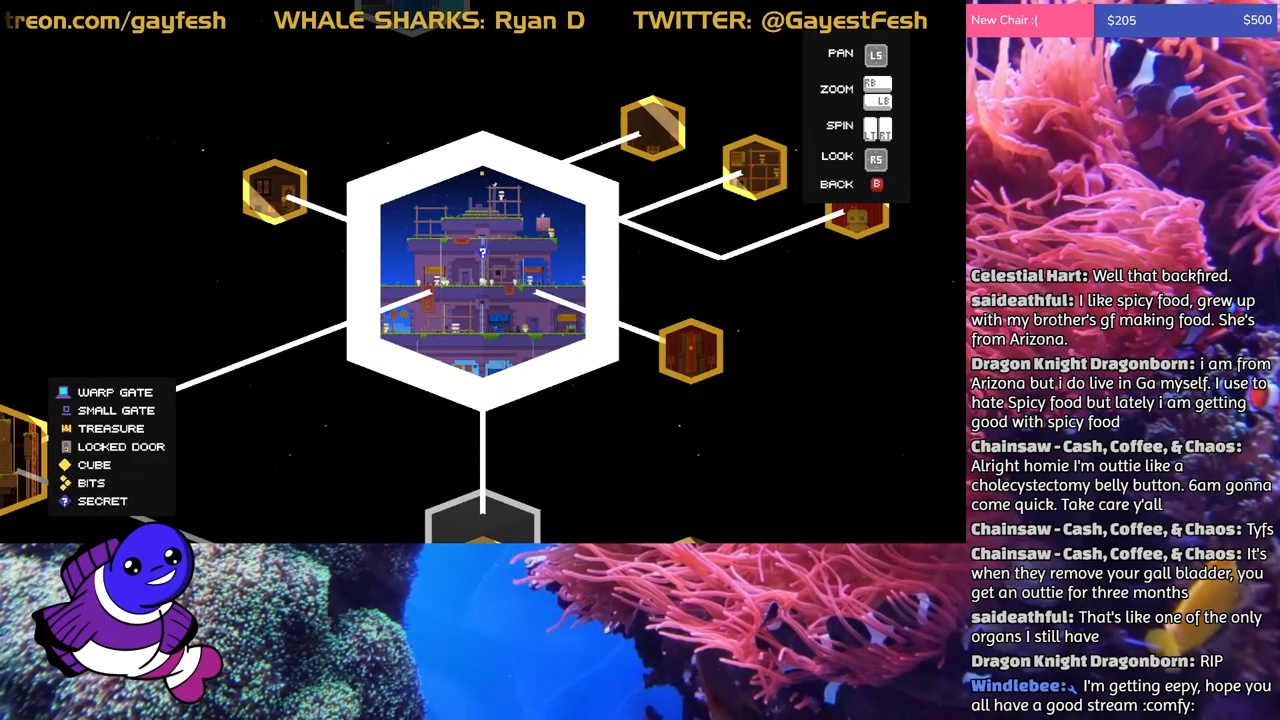 treon.com/gayfesh WHALE SHARKS: Ryan D TWITTER: @GayestFesh
New Chair :( $205 $500
PAN LS
ZOOM RB LB
SPIN LT RT
LOOK RS
BACK B
WARP GATE
SMALL GATE
TREASURE
LOCKED DOOR
CUBE
BITS
? SECRET
?
Celestial Hart: Well that backfired.
saideathful: I like spicy food, grew up
with my brother's gf making food. She's
from Arizona.
Dragon Knight Dragonborn: i am from
Arizona but i do live in Ga myself. I use to
hate Spicy food but lately i am getting
good with spicy food
Chainsaw - Cash, Coffee, & Chaos:
Alright homie I'm outtie like a
cholecystectomy belly button. 6am gonna
come quick. Take care y'all
Chainsaw - Cash, Coffee, & Chaos: Tyfs
Chainsaw - Cash, Coffee, & Chaos: It's
when they remove your gall bladder, you
get an outtie for three months
saideathful: That's like one of the only
organs I still have
Dragon Knight Dragonborn: RIP
Windlebee: I'm getting eepy, hope you
all have a good stream :comfy: